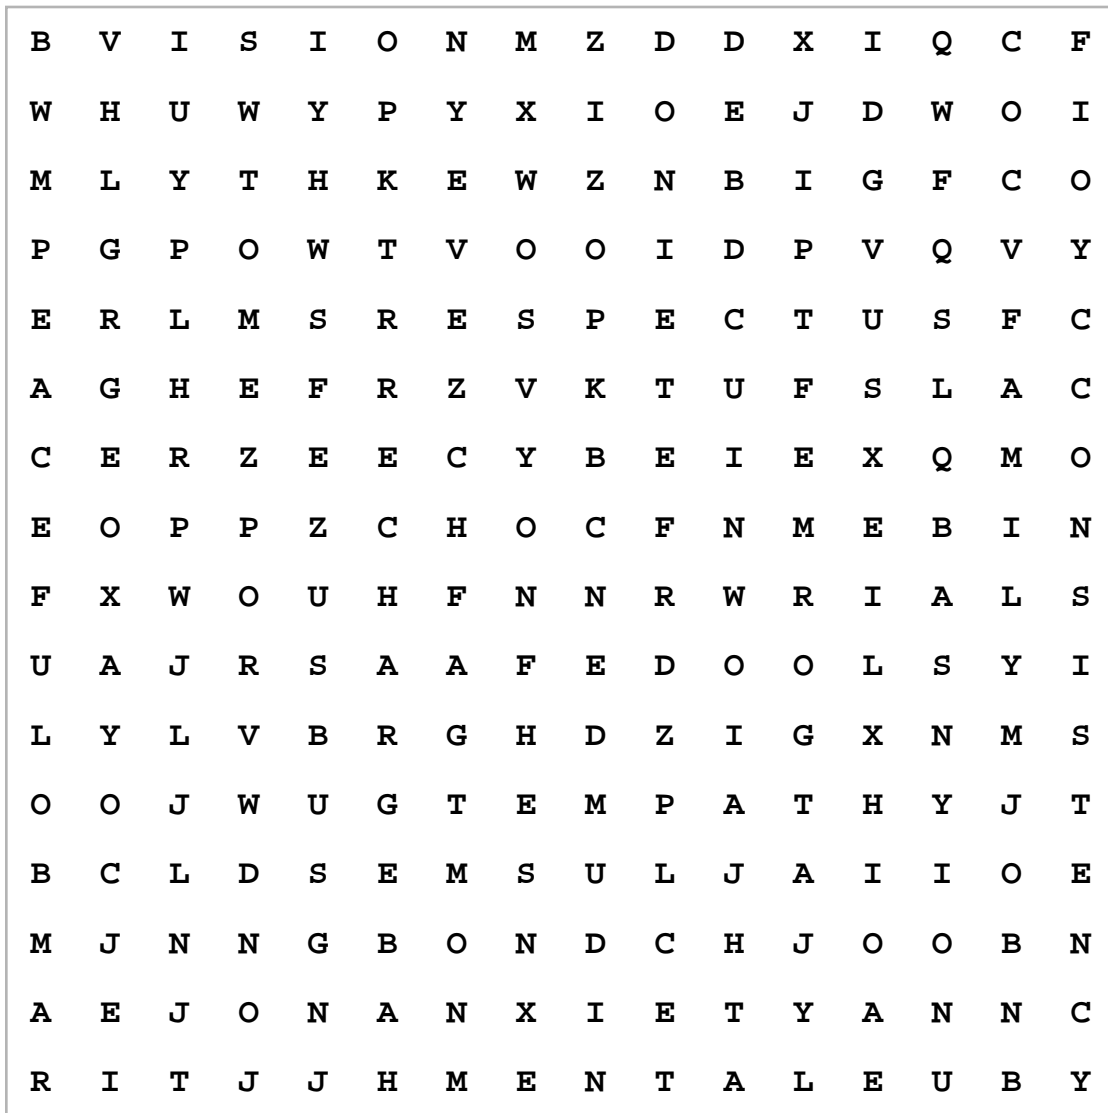 B V I S I O N M Z D D X I Q C F
W H U W Y P Y X I O E J D W O I
M L Y T H K E W Z N B I G F C O
P G P O W T V O O I D P V Q V Y
E R L M S R E S P E C T U S F C
A G H E F R Z V K T U F S L A C
C E R Z E E C Y B E I E X Q M O
E O P P Z C H O C F N M E B I N
F X W O U H F N N R W R I A L S
U A J R S A A F E D O O L S Y I
L Y L V B R G H D Z I G X N M S
O O J W U G T E M P A T H Y J T
B C L D S E M S U L J A I I O E
M J N N G B O N D C H J O O B N
A E J O N A N X I E T Y A N N C
R I T J J H M E N T A L E U B Y